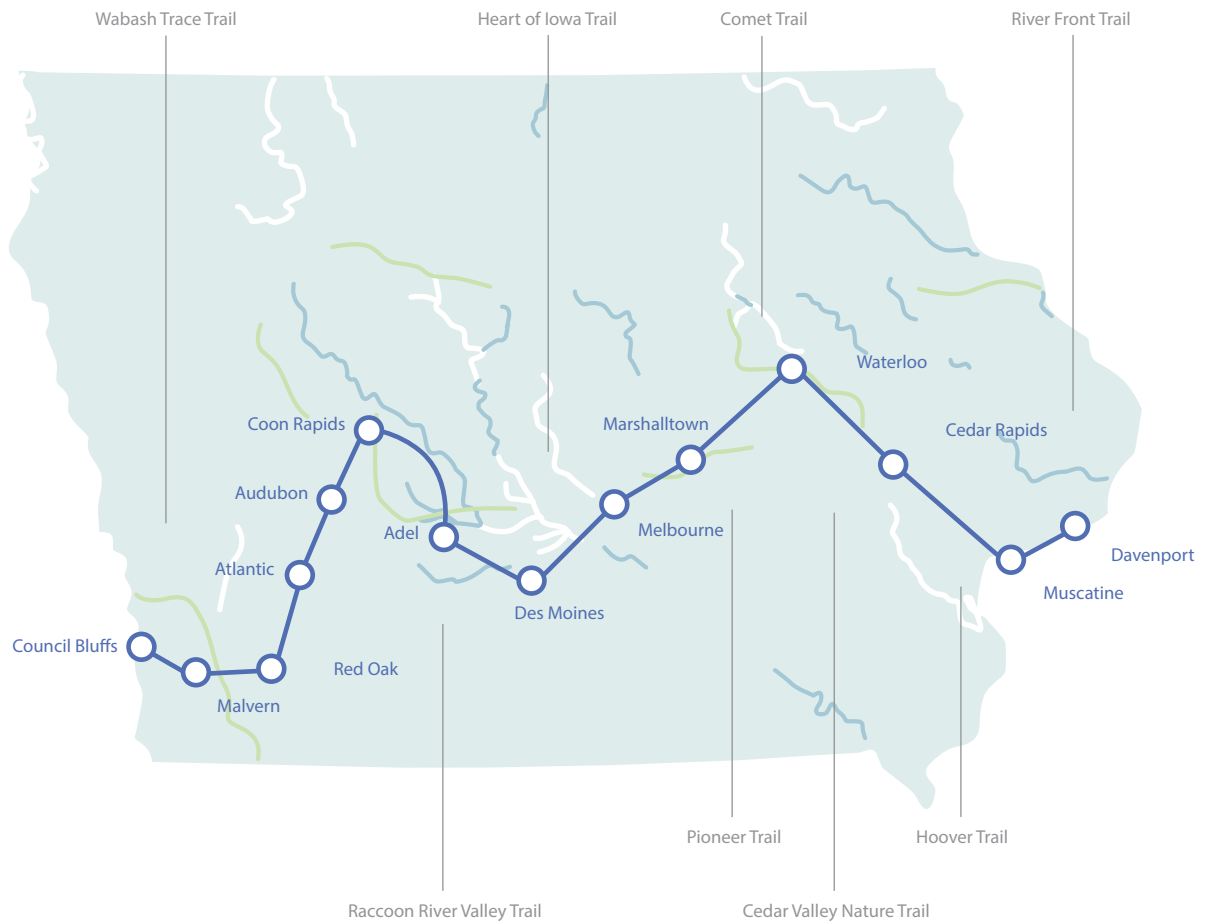 Wabash Trace Trail
Heart of Iowa Trail
Comet Trail
River Front Trail
Waterloo
Coon Rapids
Marshalltown
Cedar Rapids
Audubon
Adel
Melbourne
Davenport
Atlantic
Muscatine
Des Moines
Council Bluffs
Red Oak
Malvern
Pioneer Trail
Hoover Trail
Raccoon River Valley Trail
Cedar Valley Nature Trail